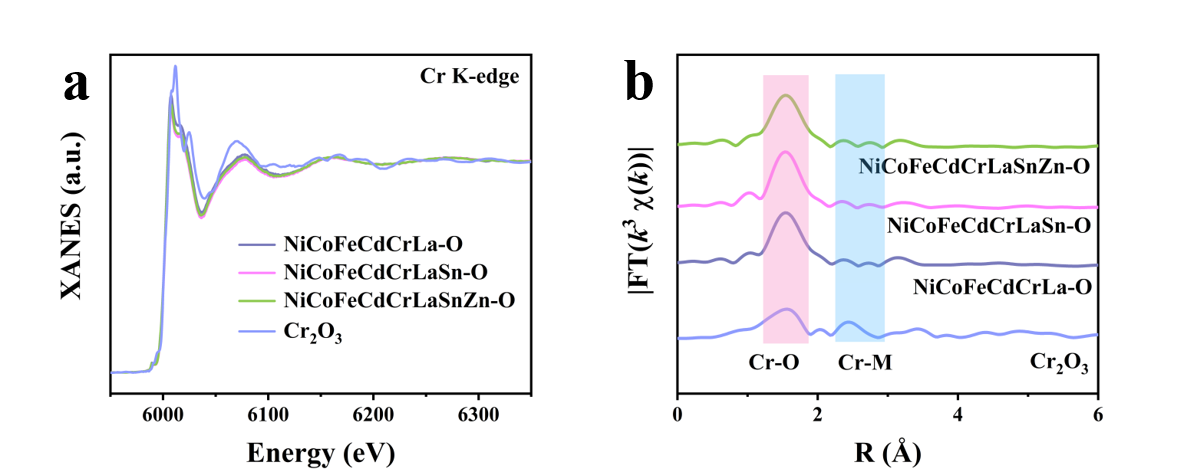 a
Cr K-edge
XANES (a.u.)
NiCoFeCdCrLa-O
NiCoFeCdCrLaSn-O
NiCoFeCdCrLaSnZn-O
Cr₂O₃
6000 6100 6200 6300
Energy (eV)
b
|FT(k³ χ(k))|
NiCoFeCdCrLaSnZn-O
NiCoFeCdCrLaSn-O
NiCoFeCdCrLa-O
Cr-O Cr-M Cr₂O₃
0 2 4 6
R (Å)